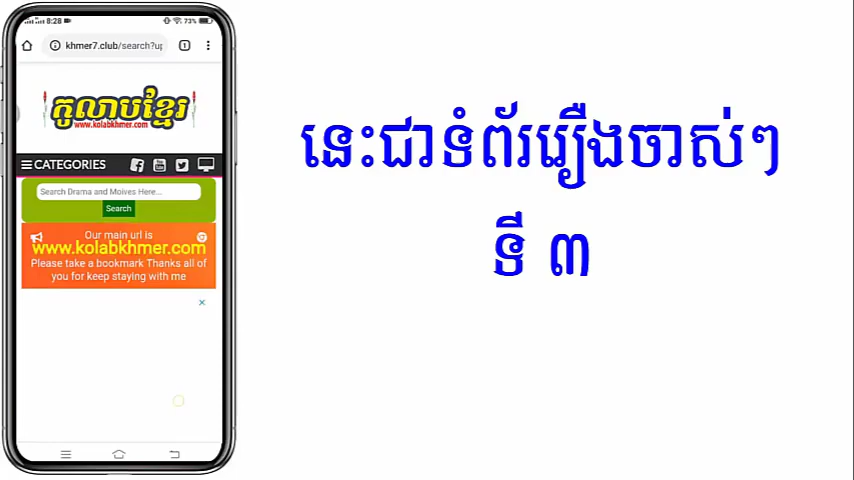 8:28
73%
khmer7.club/search?up
1
កូលាបខ្មែរ
www.kolabkhmer.com
CATEGORIES
Search Drama and Moives Here...
Search
Our main url is
www.kolabkhmer.com
Please take a bookmark Thanks all of
you for keep staying with me
នេះជាទំព័ររឿងចាស់ៗ
ទី ៣